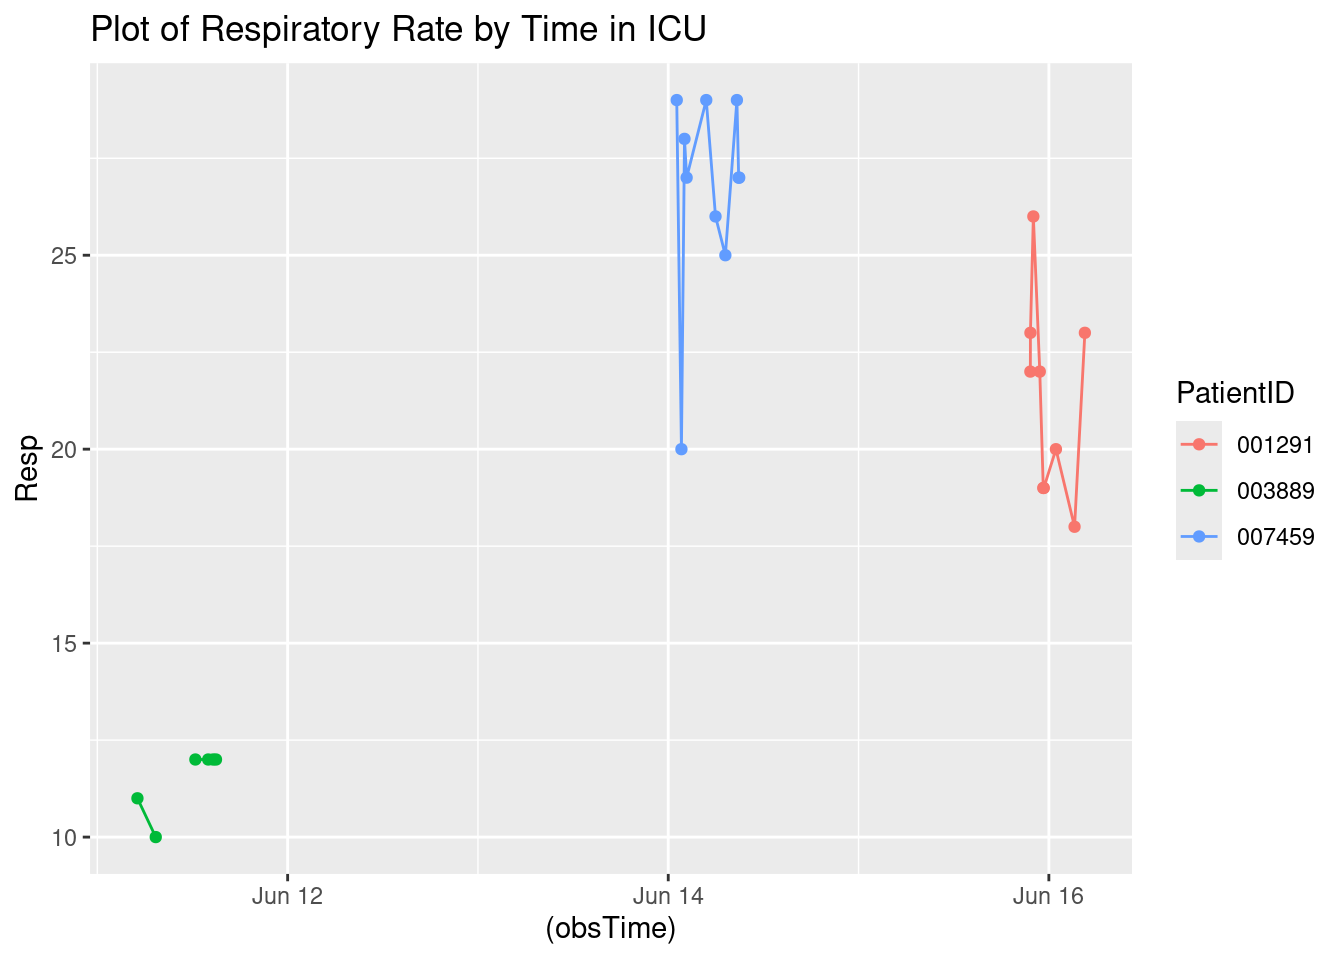 Plot of Respiratory Rate by Time in ICU
Resp
25
20
15
10
Jun 12
Jun 14
Jun 16
(obsTime)
PatientID
001291
003889
007459